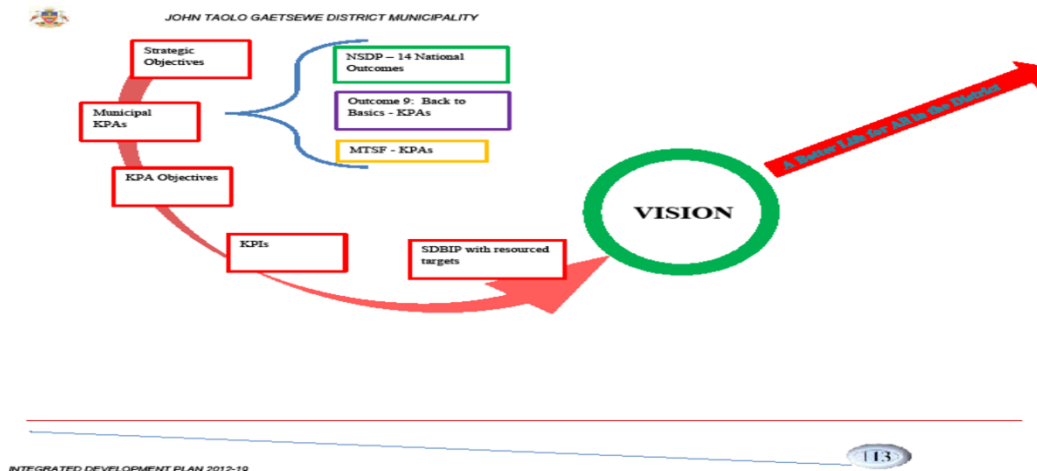 JOHN TAOLO GAETSEWE DISTRICT MUNICIPALITY
Strategic
Objectives
NSDP – 14 National
Outcomes
Municipal
KPAs
Outcome 9: Back to
Basics - KPAs
MTSF - KPAs
KPA Objectives
KPIs
SDBIP with resourced
targets
VISION
A Better Life for All in the District
INTEGRATED DEVELOPMENT PLAN 2012-19
113